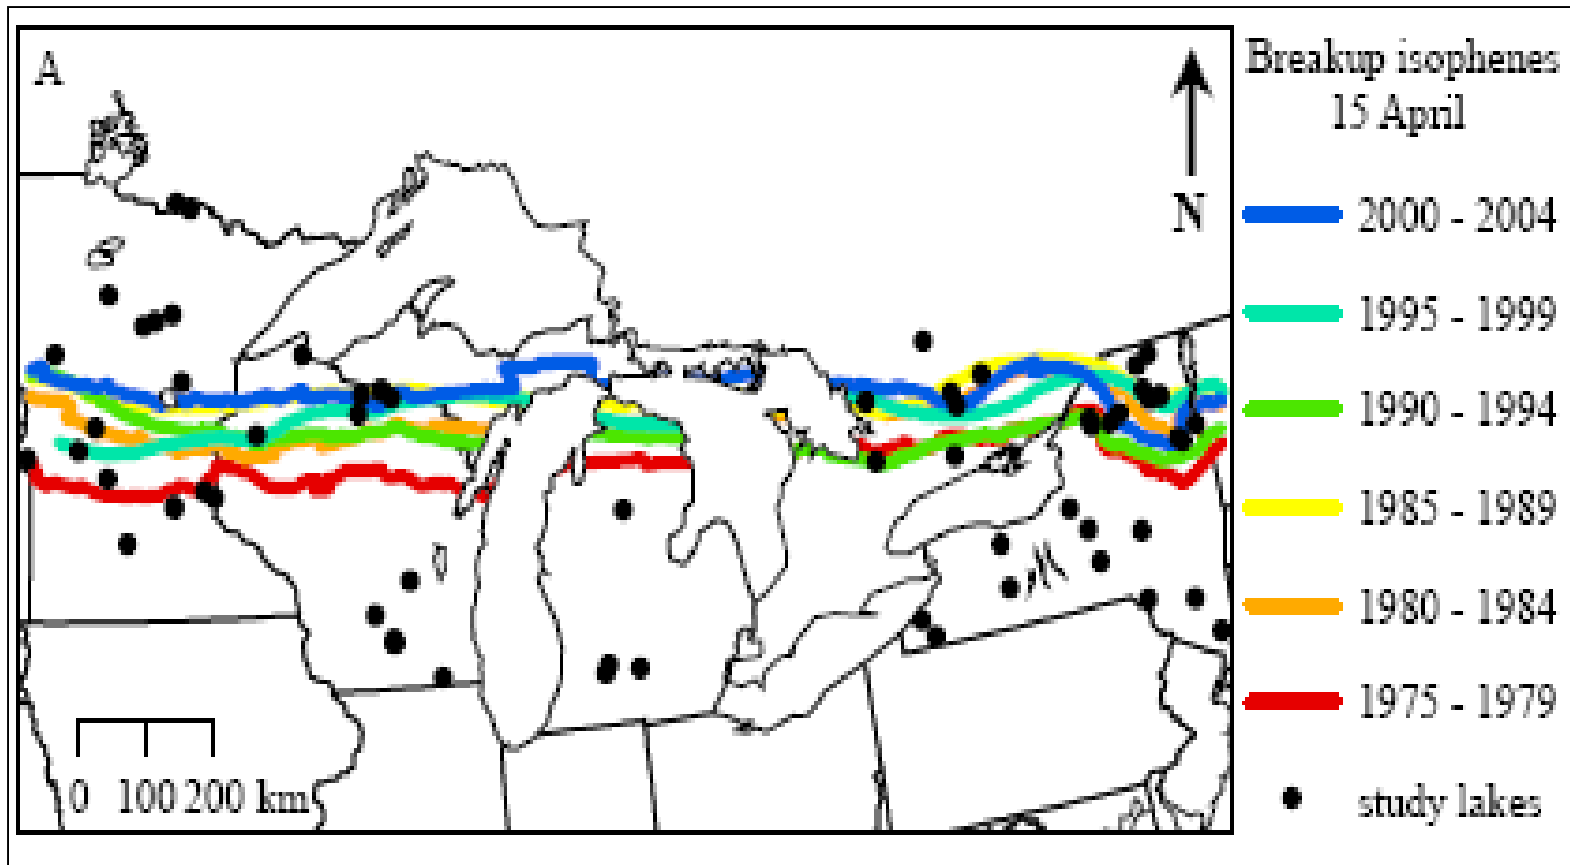 A
N
0 100 200 km
Breakup isophenes
15 April
2000 - 2004
1995 - 1999
1990 - 1994
1985 - 1989
1980 - 1984
1975 - 1979
study lakes